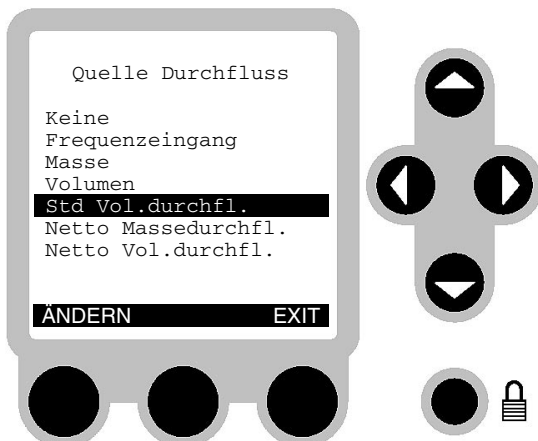 Quelle Durchfluss
Keine
Frequenzeingang
Masse
Volumen
Std Vol.durchfl.
Netto Massedurchfl.
Netto Vol.durchfl.
ÄNDERN EXIT